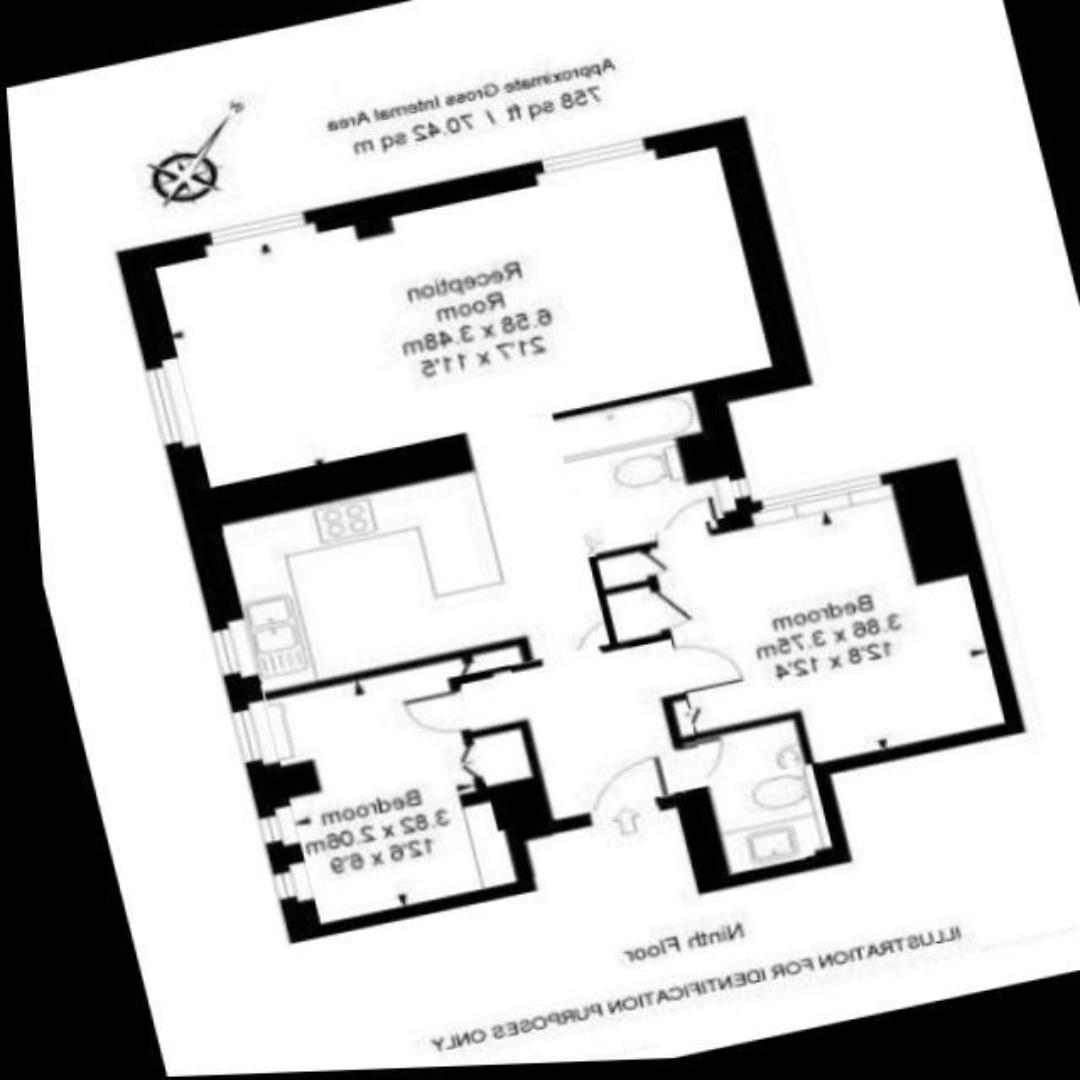 Approximate Gross Internal Area
758 sq ft / 70.42 sq m
Reception
Room
6.58 x 3.48m
21'7 x 11'5
Bedroom
3.86 x 3.75m
12'8 x 12'4
Bedroom
3.82 x 2.06m
12'6 x 6'9
Ninth Floor
ILLUSTRATION FOR IDENTIFICATION PURPOSES ONLY